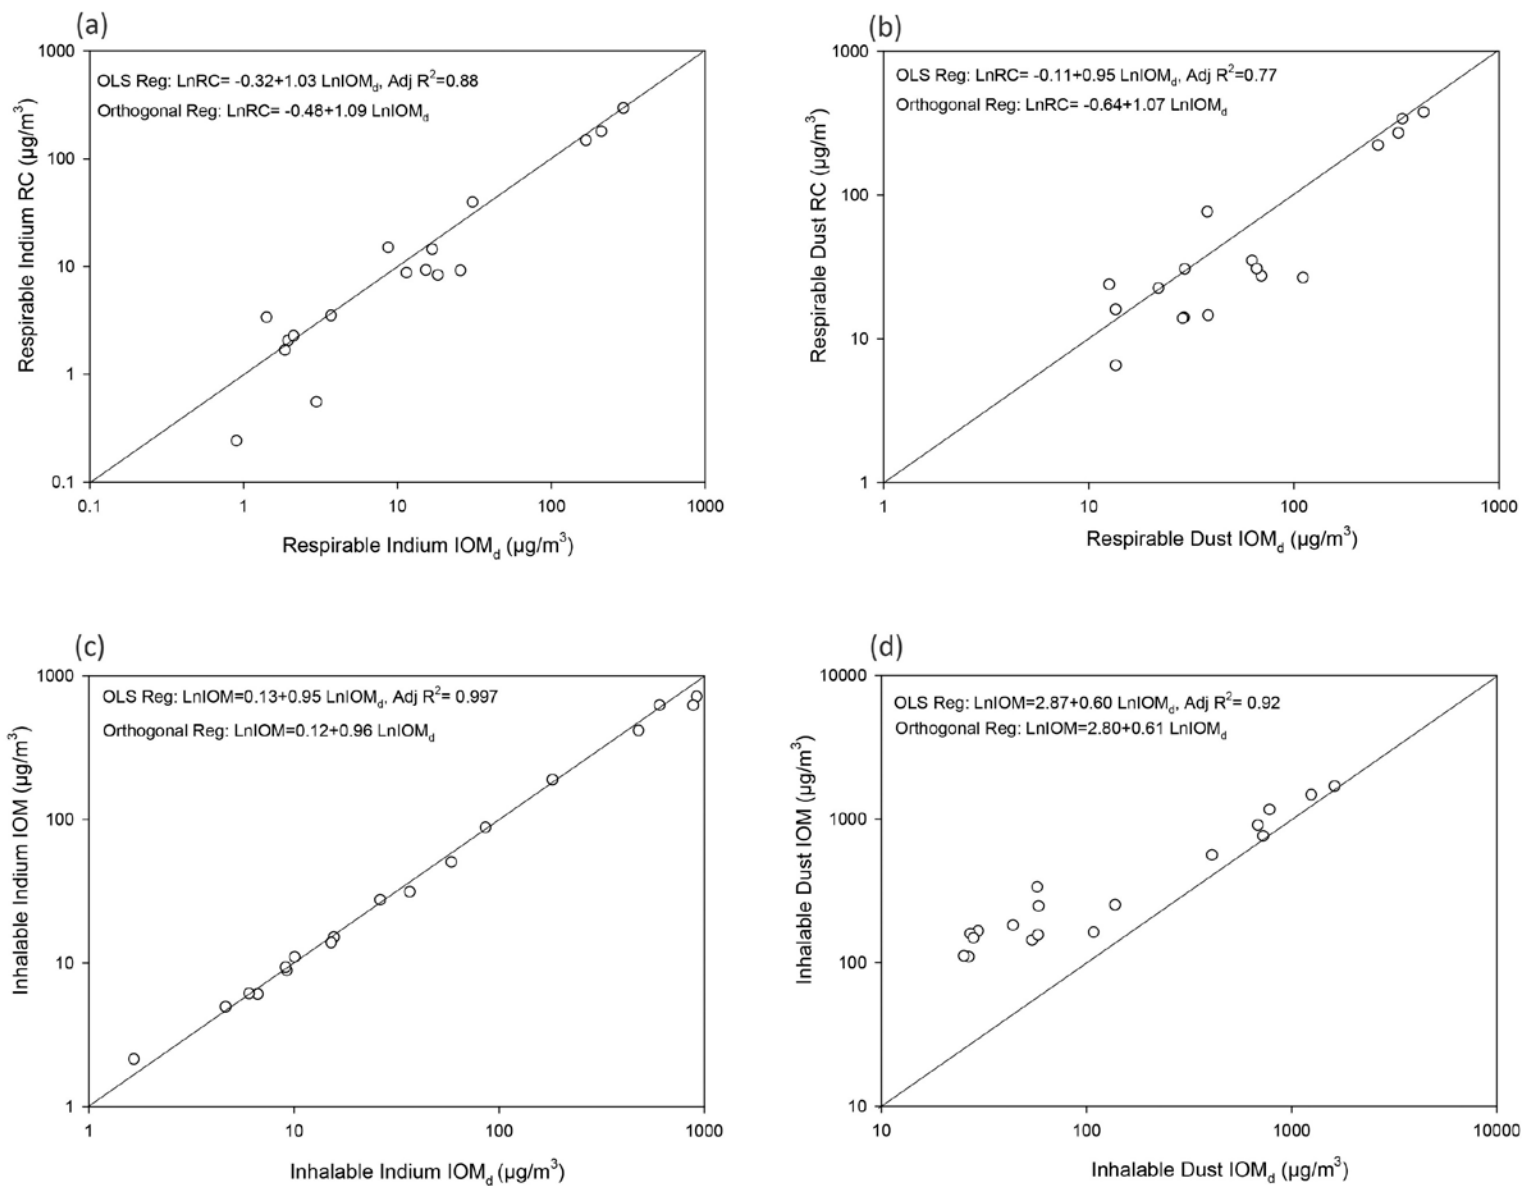 (a)
1000
OLS Reg: LnRC= -0.32+1.03 LnIOMd, Adj R²=0.88
Orthogonal Reg: LnRC= -0.48+1.09 LnIOMd
100
10
1
0.1
0.1 1 10 100 1000
Respirable Indium RC (µg/m³)
Respirable Indium IOMd (µg/m³)
(b)
1000
OLS Reg: LnRC= -0.11+0.95 LnIOMd, Adj R²=0.77
Orthogonal Reg: LnRC= -0.64+1.07 LnIOMd
100
10
1
1 10 100 1000
Respirable Dust RC (µg/m³)
Respirable Dust IOMd (µg/m³)
(c)
1000
OLS Reg: LnIOM=0.13+0.95 LnIOMd, Adj R²= 0.997
Orthogonal Reg: LnIOM=0.12+0.96 LnIOMd
100
10
1
1 10 100 1000
Inhalable Indium IOM (µg/m³)
Inhalable Indium IOMd (µg/m³)
(d)
10000
OLS Reg: LnIOM=2.87+0.60 LnIOMd, Adj R²= 0.92
Orthogonal Reg: LnIOM=2.80+0.61 LnIOMd
1000
100
10
10 100 1000 10000
Inhalable Dust IOM (µg/m³)
Inhalable Dust IOMd (µg/m³)